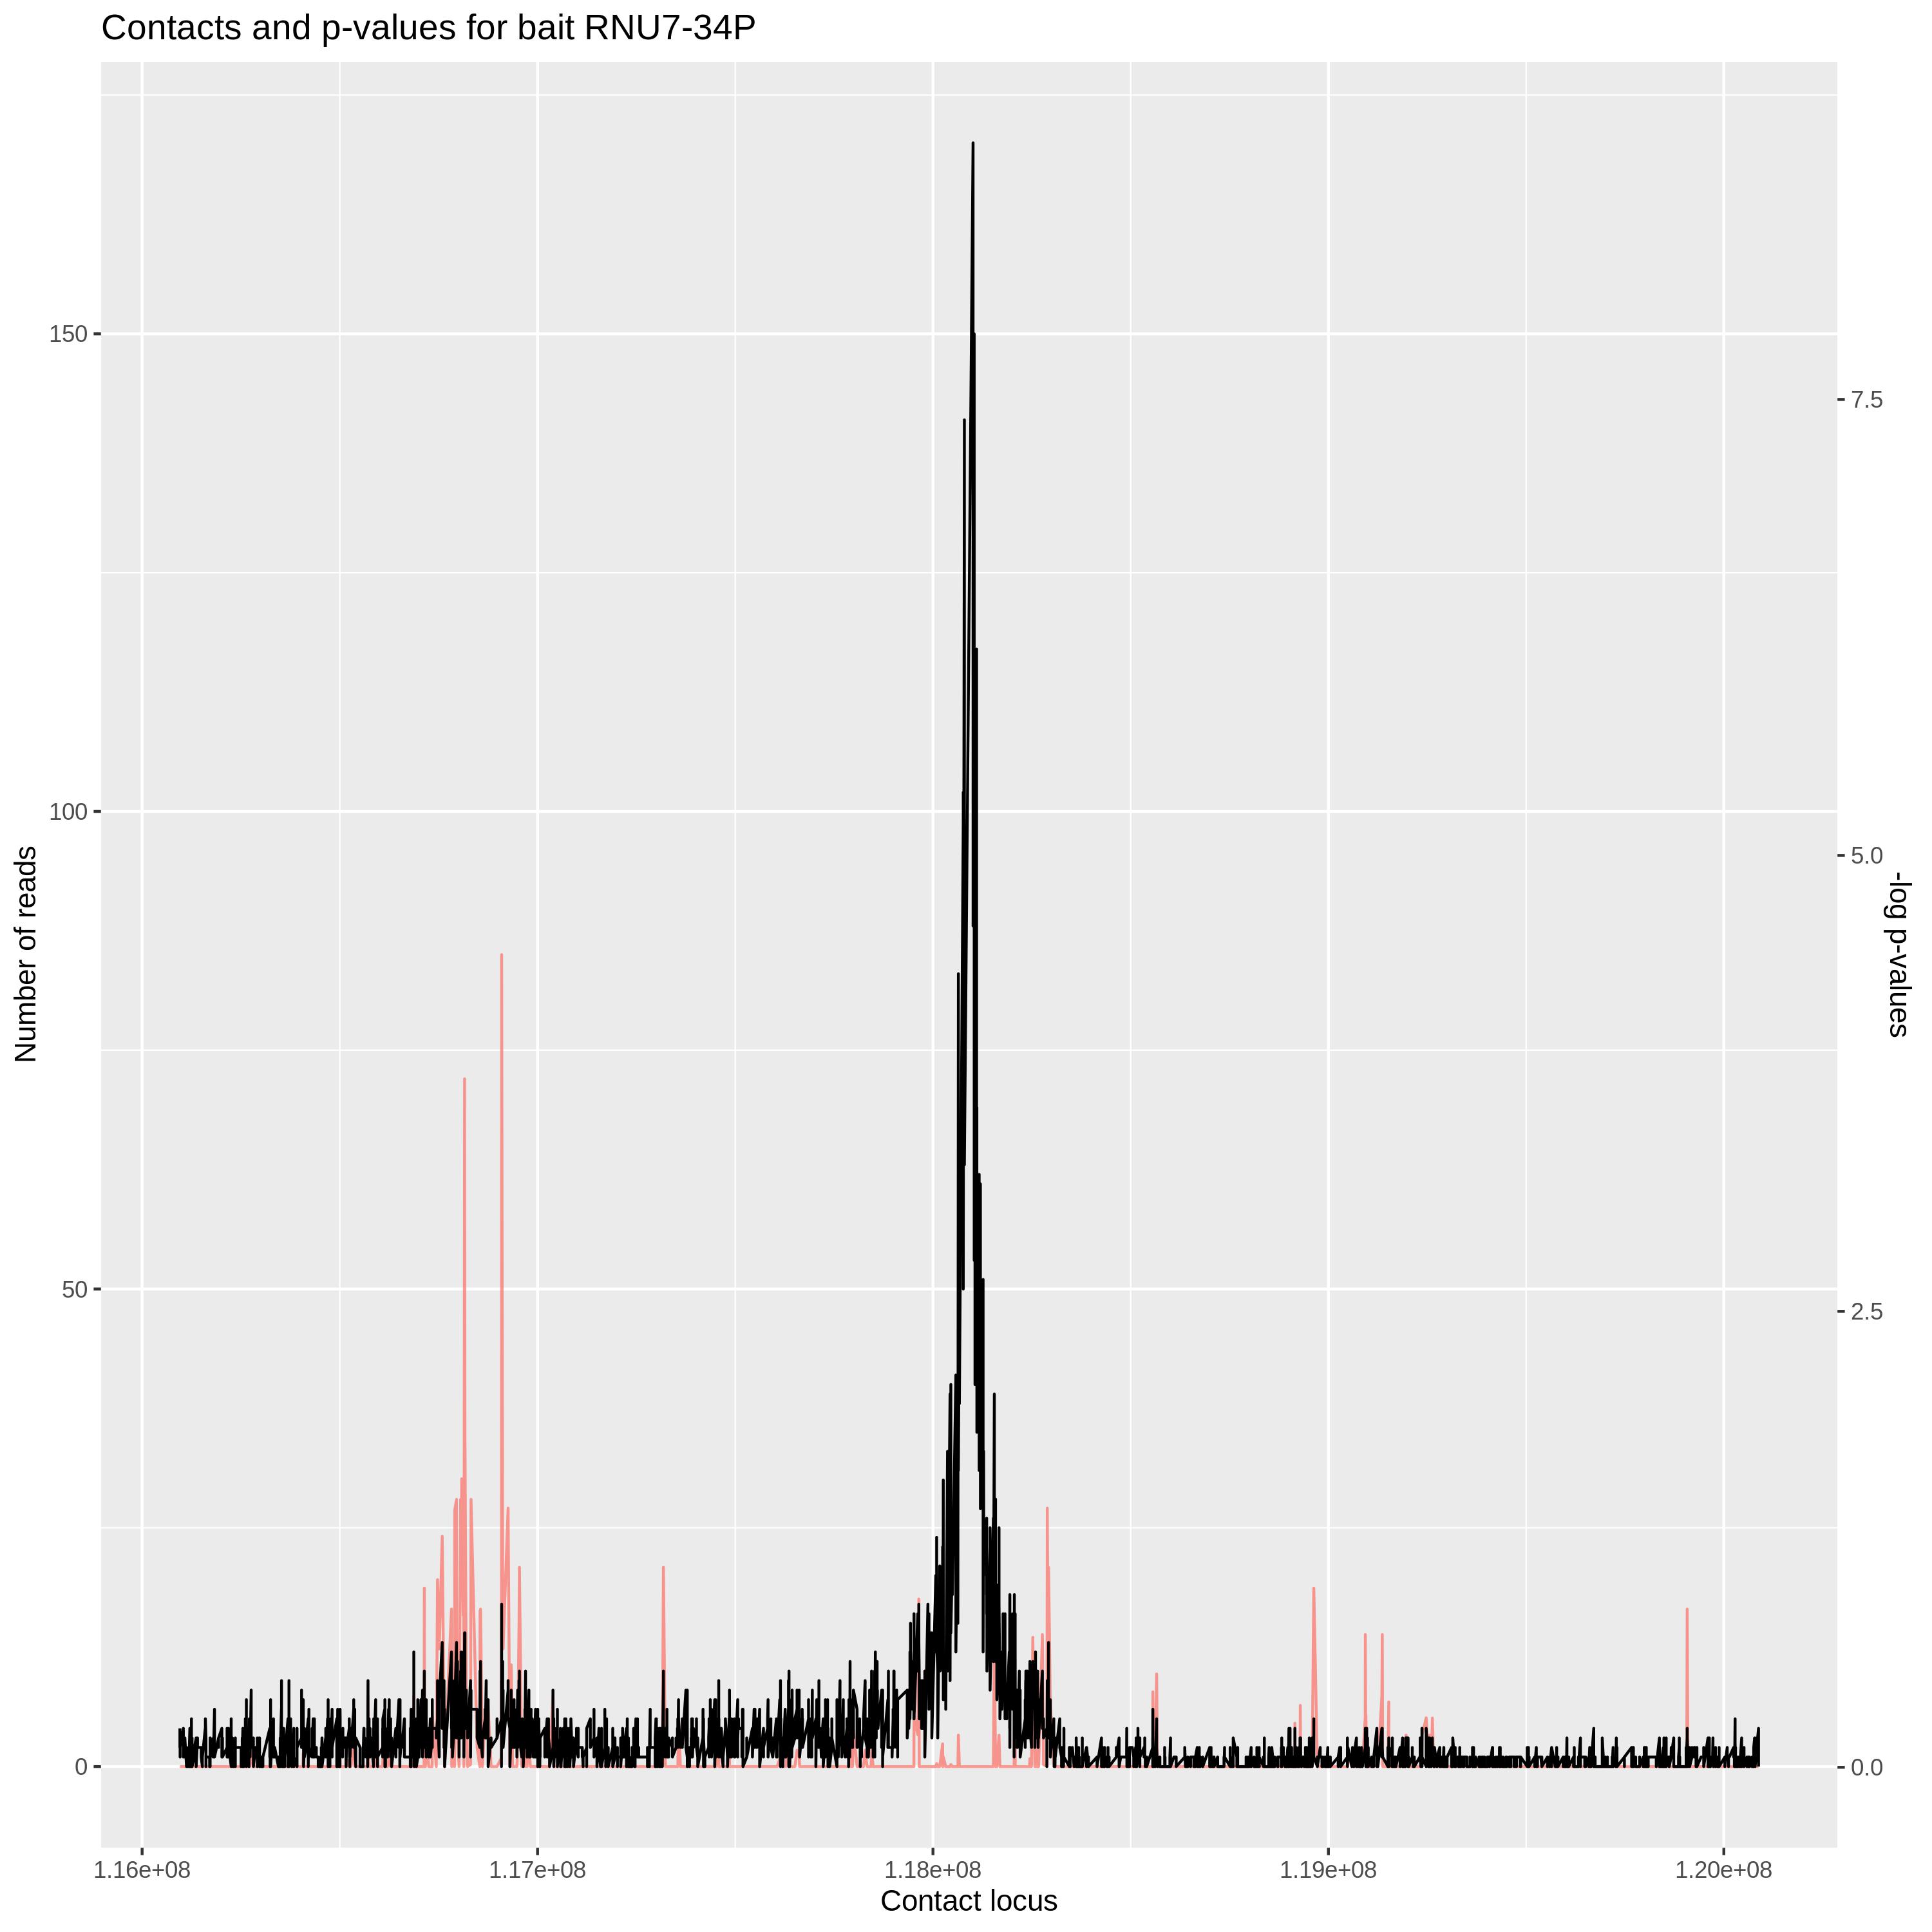 Contacts and p-values for bait RNU7-34P
150
100
50
0
Number of reads
7.5
5.0
2.5
0.0
-log p-values
1.16e+08 1.17e+08 1.18e+08 1.19e+08 1.20e+08
Contact locus